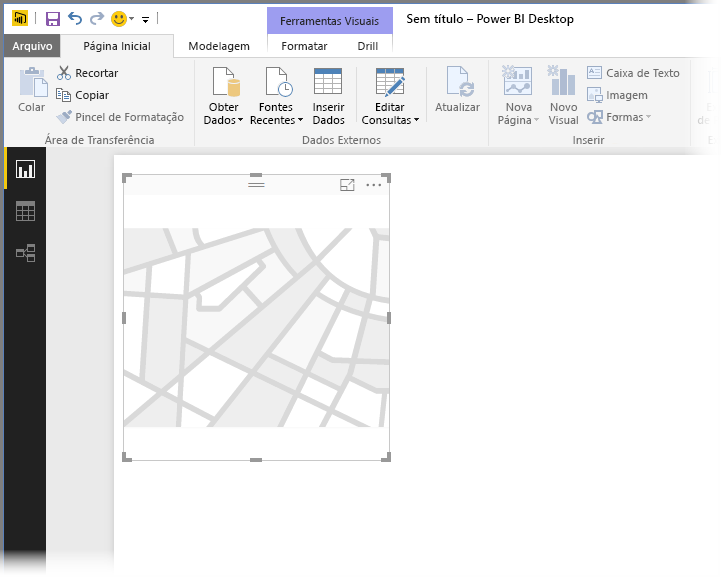 Ferramentas Visuais
Sem título – Power BI Desktop
Arquivo
Página Inicial
Modelagem
Formatar
Drill
Colar
Recortar
Copiar
Pincel de Formatação
Área de Transferência
Obter
Dados
Fontes
Recentes
Inserir
Dados
Editar
Consultas
Dados Externos
Atualizar
Nova
Página
Novo
Visual
Caixa de Texto
Imagem
Formas
Inserir